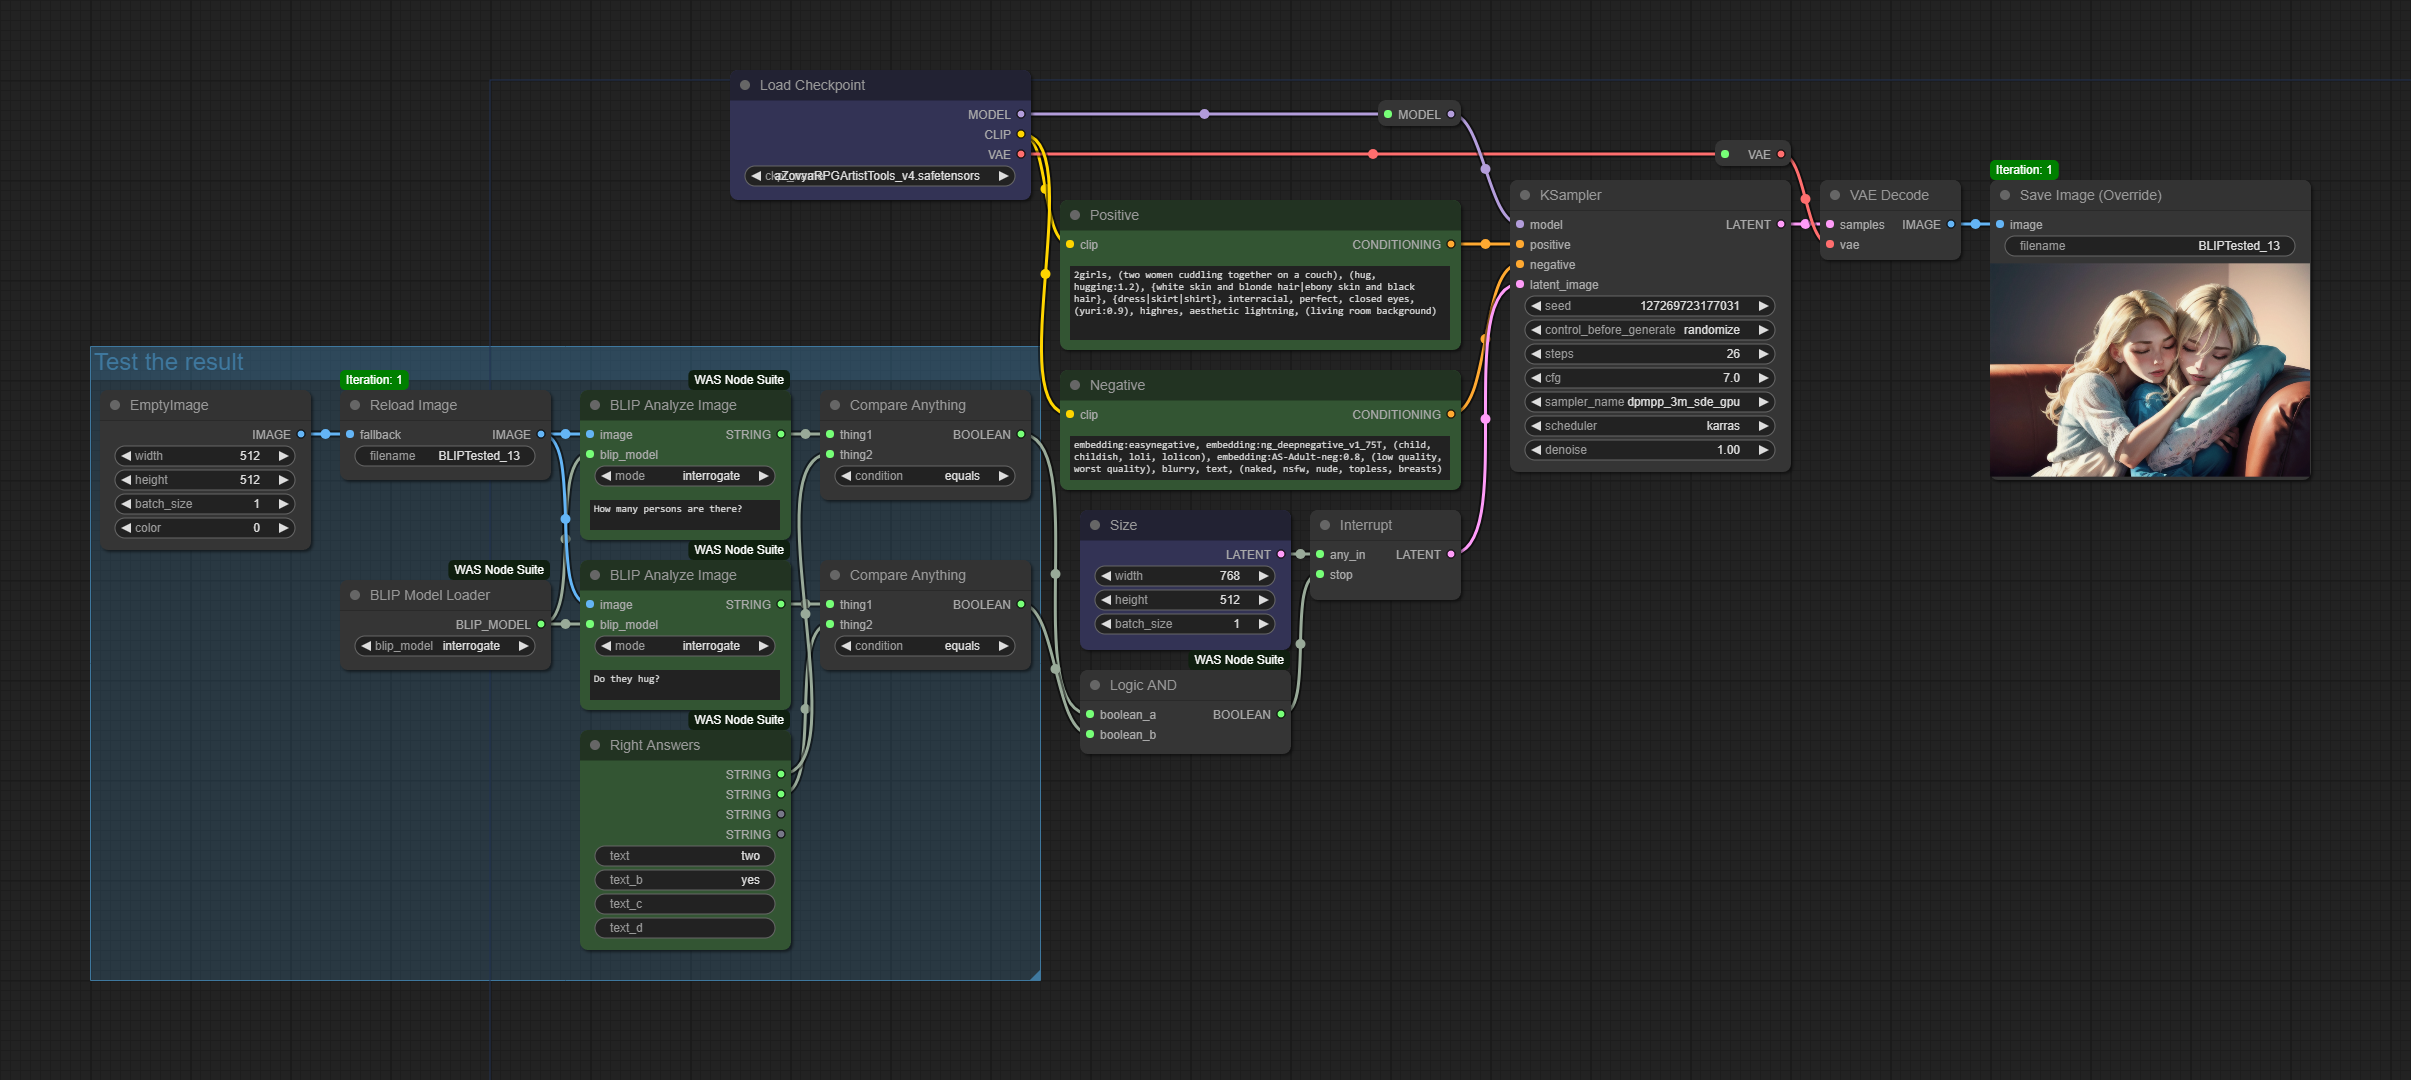 Load Checkpoint
MODEL
CLIP
VAE
aZovyaRPGArtistTools_v4.safetensors
MODEL
VAE
Positive
clip CONDITIONING
2girls, (two women cuddling together on a couch), (hug,
hugging:1.2), {white skin and blonde hair|ebony skin and black
hair}, {dress|skirt|shirt}, interracial, perfect, closed eyes,
(yuri:0.9), highres, aesthetic lightning, (living room background)
Negative
clip CONDITIONING
embedding:easynegative, embedding:ng_deepnegative_v1_75T, (child,
childish, loli, lolicon), embedding:AS-Adult-neg:0.8, (low quality,
worst quality), blurry, text, (naked, nsfw, nude, topless, breasts)
KSampler
model LATENT
positive
negative
latent_image
seed 127269723177031
control_before_generate randomize
steps 26
cfg 7.0
sampler_name dpmpp_3m_sde_gpu
scheduler karras
denoise 1.00
VAE Decode
samples IMAGE
vae
Iteration: 1
Save Image (Override)
image
filename BLIPTested_13
Test the result
EmptyImage
IMAGE
width 512
height 512
batch_size 1
color 0
Iteration: 1
Reload Image
fallback IMAGE
filename BLIPTested_13
WAS Node Suite
BLIP Model Loader
BLIP_MODEL
blip_model interrogate
WAS Node Suite
BLIP Analyze Image
image STRING
blip_model
mode interrogate
How many persons are there?
WAS Node Suite
BLIP Analyze Image
image STRING
blip_model
mode interrogate
Do they hug?
WAS Node Suite
Right Answers
STRING
STRING
STRING
STRING
text two
text_b yes
text_c
text_d
Compare Anything
thing1 BOOLEAN
thing2
condition equals
Compare Anything
thing1 BOOLEAN
thing2
condition equals
Size
LATENT
width 768
height 512
batch_size 1
Interrupt
any_in LATENT
stop
WAS Node Suite
Logic AND
boolean_a BOOLEAN
boolean_b